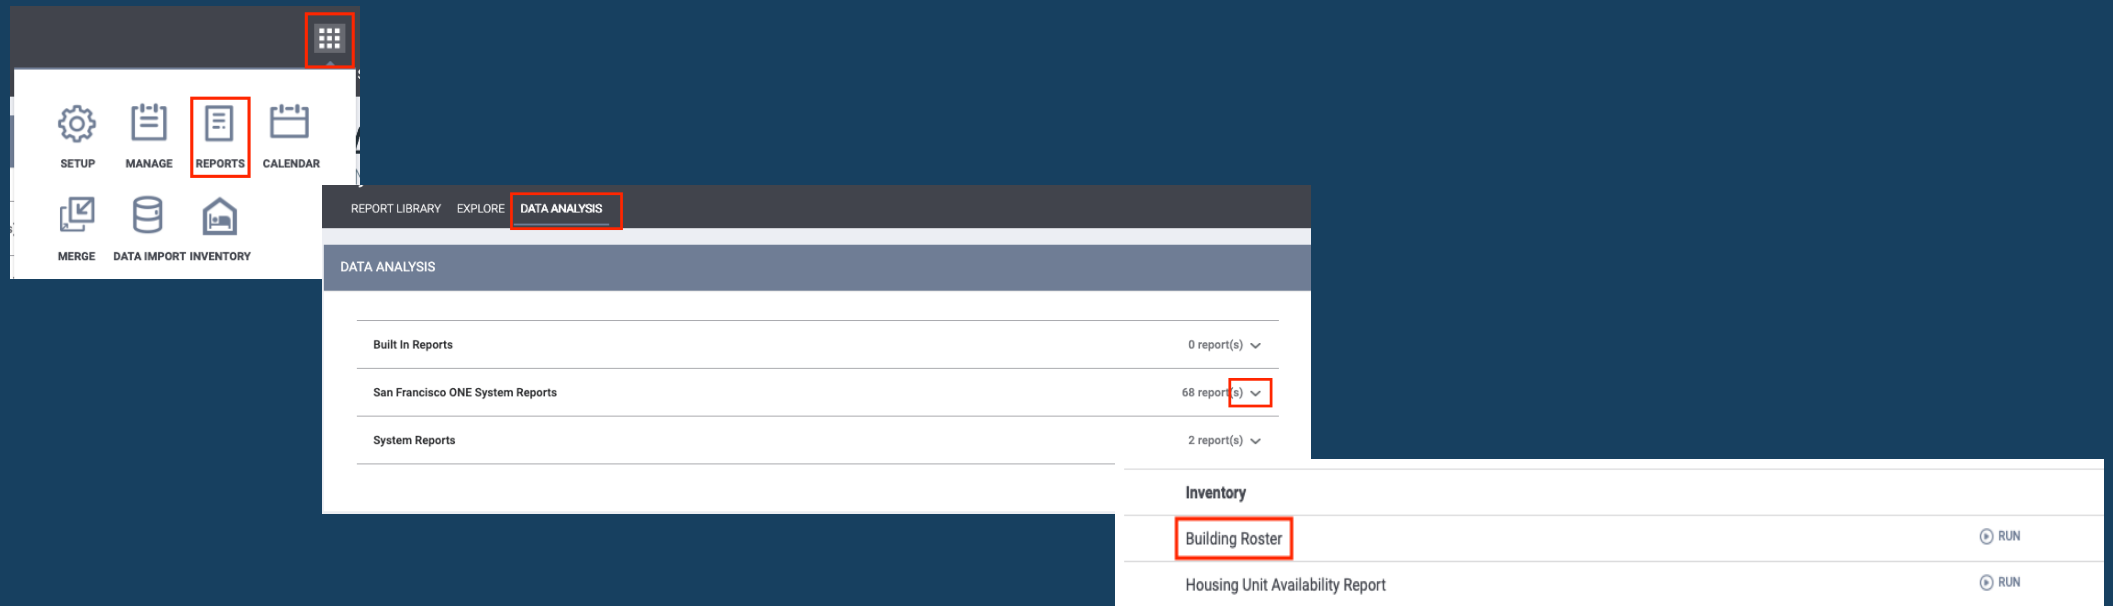 SETUP MANAGE REPORTS CALENDAR
MERGE DATA IMPORT INVENTORY
REPORT LIBRARY EXPLORE DATA ANALYSIS
DATA ANALYSIS
Built In Reports 0 report(s)
San Francisco ONE System Reports 68 report(s)
System Reports 2 report(s)
Inventory
Building Roster RUN
Housing Unit Availability Report RUN